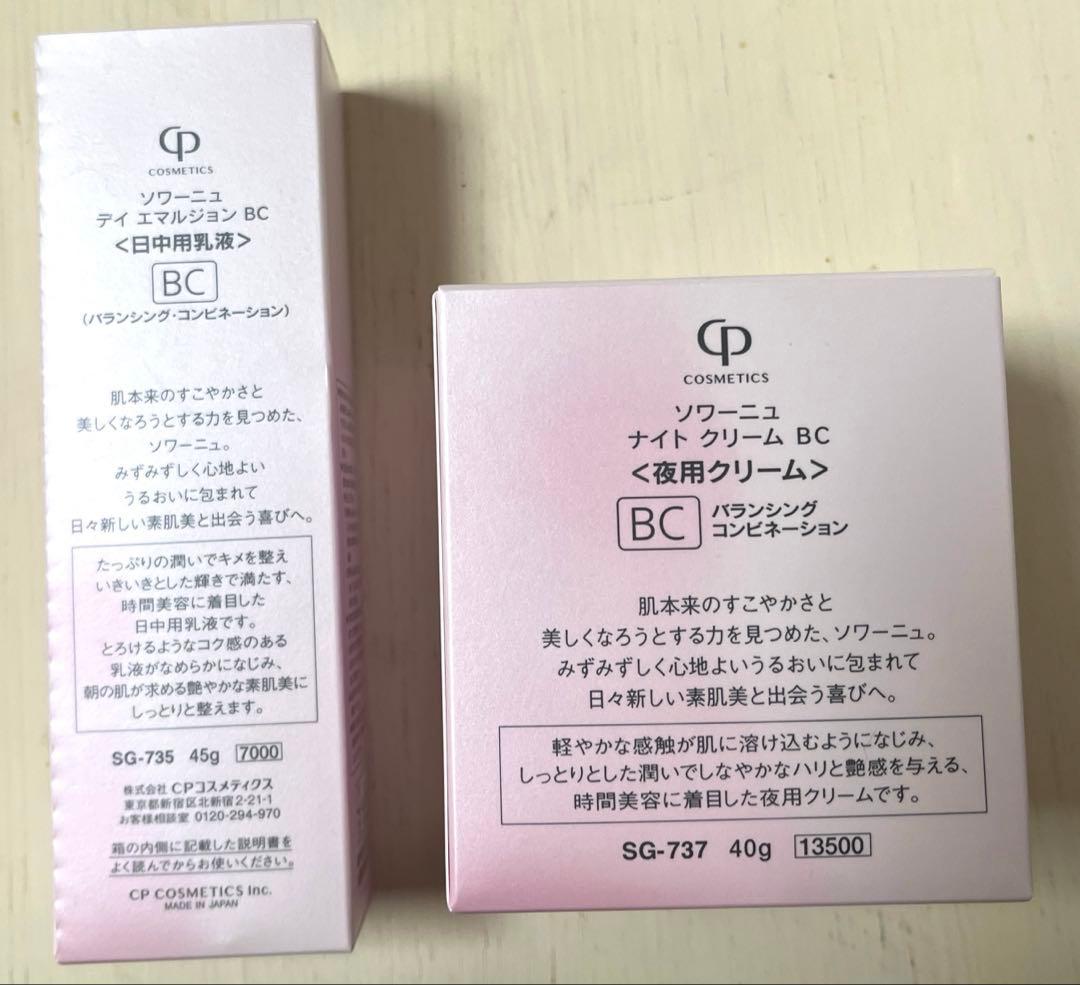 CP
COSMETICS
ソワーニュ
デイ エマルジョン BC
<日中用乳液>
BC
(バランシング・コンビネーション)
肌本来のすこやかさと
美しくなろうとする力を見つめた、
ソワーニュ。
みずみずしく心地よい
うるおいに包まれて
日々新しい素肌美と出会う喜びへ。
たっぷりの潤いでキメを整え
いきいきとした輝きで満たす、
時間美容に着目した
日中用乳液です。
とろけるようなコク感のある
乳液がなめらかになじみ、
朝の肌が求める艶やかな素肌美に
しっとりと整えます。
SG-735 45g 7000
株式会社 CPコスメティクス
東京都新宿区北新宿2-21-1
お客様相談室 0120-294-970
箱の内側に記載した説明書を
よく読んでからお使いください。
CP COSMETICS Inc.
MADE IN JAPAN
CP
COSMETICS
ソワーニュ
ナイト クリーム BC
<夜用クリーム>
BC バランシング
コンビネーション
肌本来のすこやかさと
美しくなろうとする力を見つめた、ソワーニュ。
みずみずしく心地よいうるおいに包まれて
日々新しい素肌美と出会う喜びへ。
軽やかな感触が肌に溶け込むようになじみ、
しっとりとした潤いでしなやかなハリと艶感を与える、
時間美容に着目した夜用クリームです。
SG-737 40g 13500